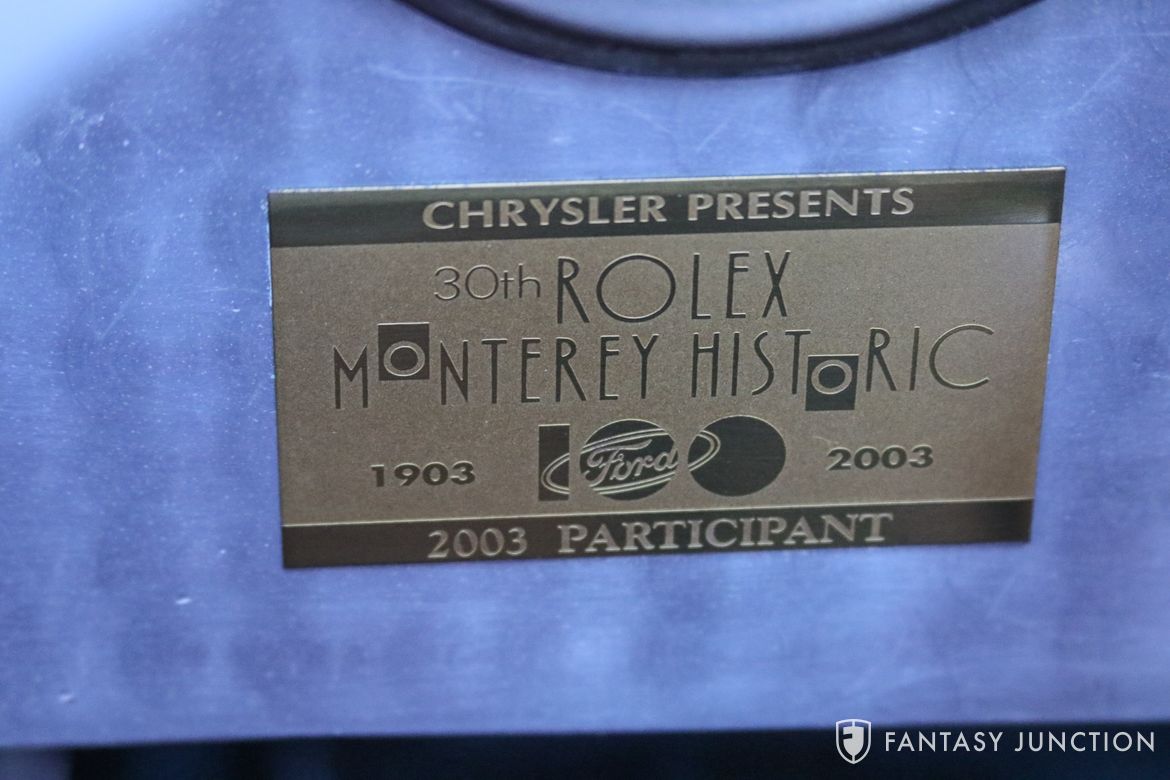 CHRYSLER PRESENTS
30th ROLEX
MONTEREY HISTORIC
1903 100 Ford 2003
2003 PARTICIPANT
FANTASY JUNCTION